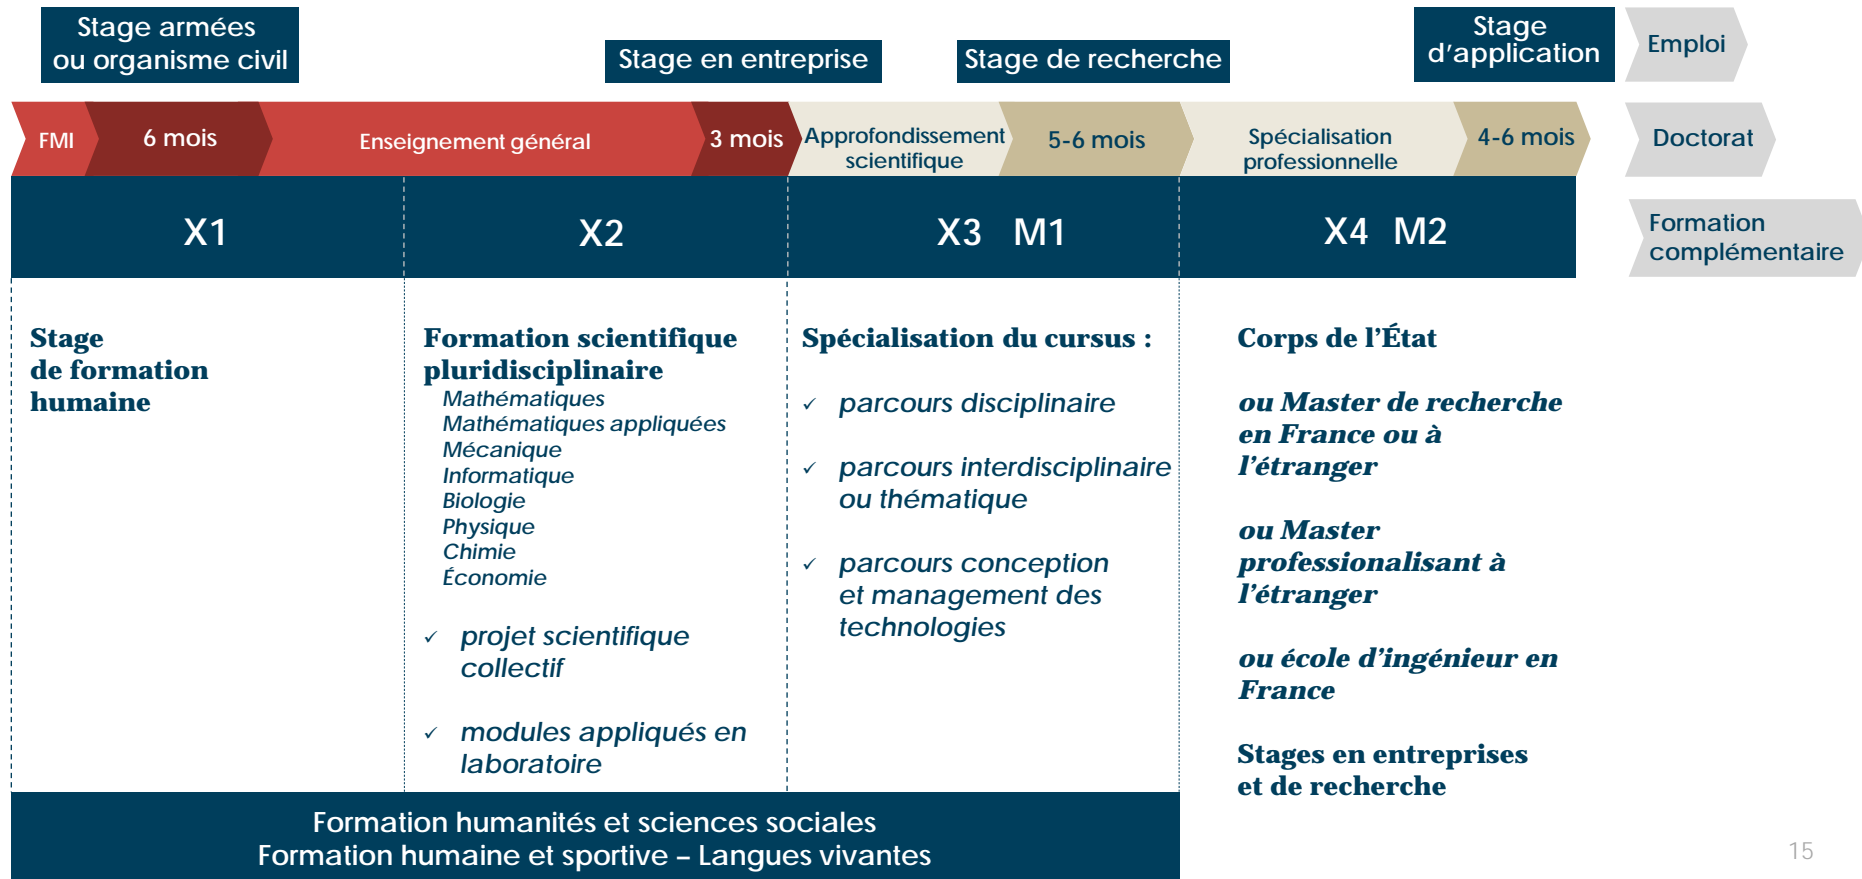 Stage armées
ou organisme civil
Stage en entreprise
Stage de recherche
Stage
d'application
Emploi
FMI
6 mois
Enseignement général
3 mois
Approfondissement
scientifique
5-6 mois
Spécialisation
professionnelle
4-6 mois
Doctorat
X1
X2
X3 M1
X4 M2
Formation
complémentaire
Stage
de formation
humaine
Formation scientifique
pluridisciplinaire
Mathématiques
Mathématiques appliquées
Mécanique
Informatique
Biologie
Physique
Chimie
Économie
✓ projet scientifique
collectif
✓ modules appliqués en
laboratoire
Spécialisation du cursus :
✓ parcours disciplinaire
✓ parcours interdisciplinaire
ou thématique
✓ parcours conception
et management des
technologies
Corps de l'État
ou Master de recherche
en France ou à
l'étranger
ou Master
professionalisant à
l'étranger
ou école d'ingénieur en
France
Stages en entreprises
et de recherche
Formation humanités et sciences sociales
Formation humaine et sportive – Langues vivantes
15